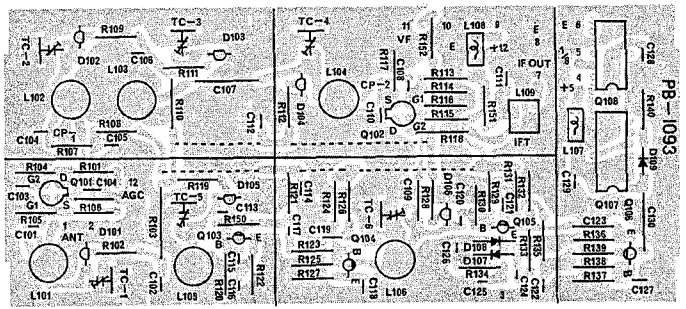 TC-3
TC-4
11 10 L108 9
E 6
R109
D103
VF
R152
E
E
8
TC-2
D102
C106
R117
+12
5
C128
L103
R111
L104
CP-2
C108
R113
IF OUT
7
+5
L102
C107
R114
C111
L109
4
Q108
R140
PB-1093
R110
R112
D104
S
G1
R116
C110
R115
R151
C104
CP-1
R108
C105
C112
Q102
D
G2
R118
IFT
L107
D109
R107
R104
R101
G2
D
Q101
C104
12
R119
D105
R121
C114
R124
R126
C109
R128
D106
C120
R131
R132
C129
Q107
Q106
C103
AGC
TC-5
C113
TC-6
R130
R129
C121
G1
S
R106
R103
R150
C117
C119
B
Q105
E
C123
C130
R105
C101
1
2
D101
Q103
E
B
R123
Q104
D108
R133
R135
R136
E
ANT.
R102
C115
R122
R125
B
C126
D107
R139
R138
R127
E
R134
R137
B
L101
TC-1
C102
L105
R120
C116
C118
L106
C125
C124
C122
C127